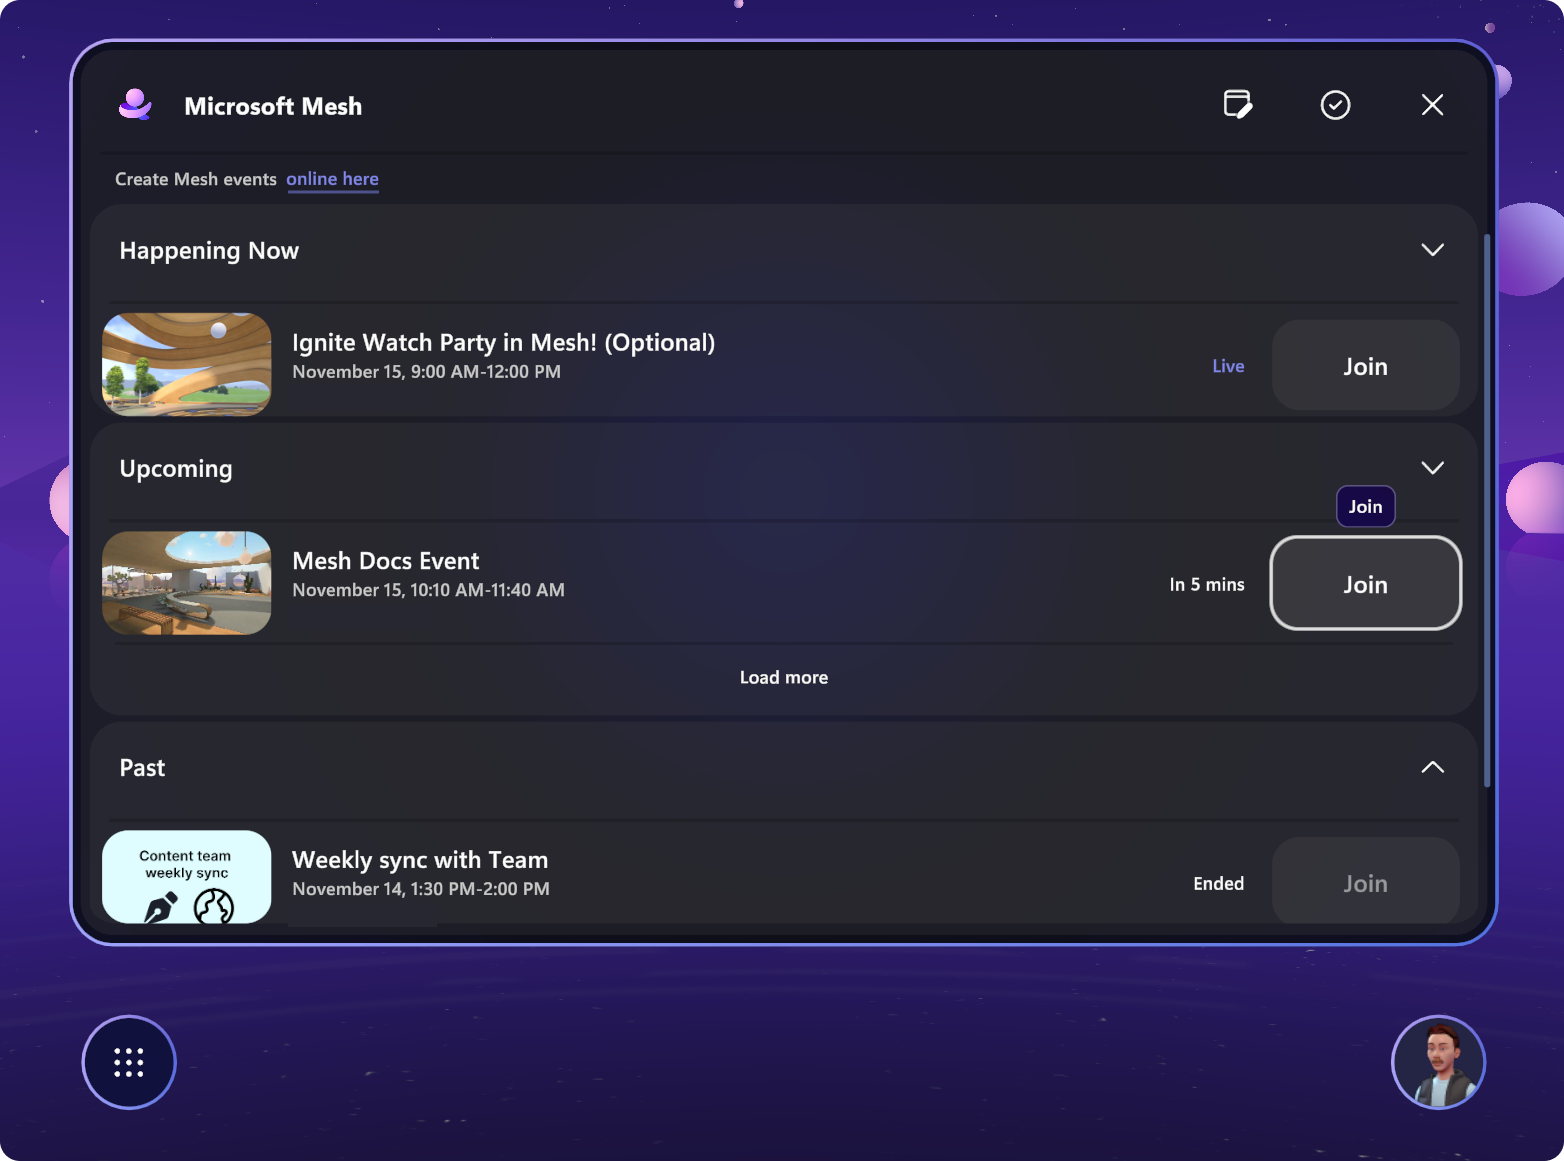 Microsoft Mesh
Create Mesh events online here
Happening Now
Ignite Watch Party in Mesh! (Optional)
November 15, 9:00 AM-12:00 PM
Live
Join
Upcoming
Join
Mesh Docs Event
November 15, 10:10 AM-11:40 AM
In 5 mins
Join
Load more
Past
Content team
weekly sync
Weekly sync with Team
November 14, 1:30 PM-2:00 PM
Ended
Join